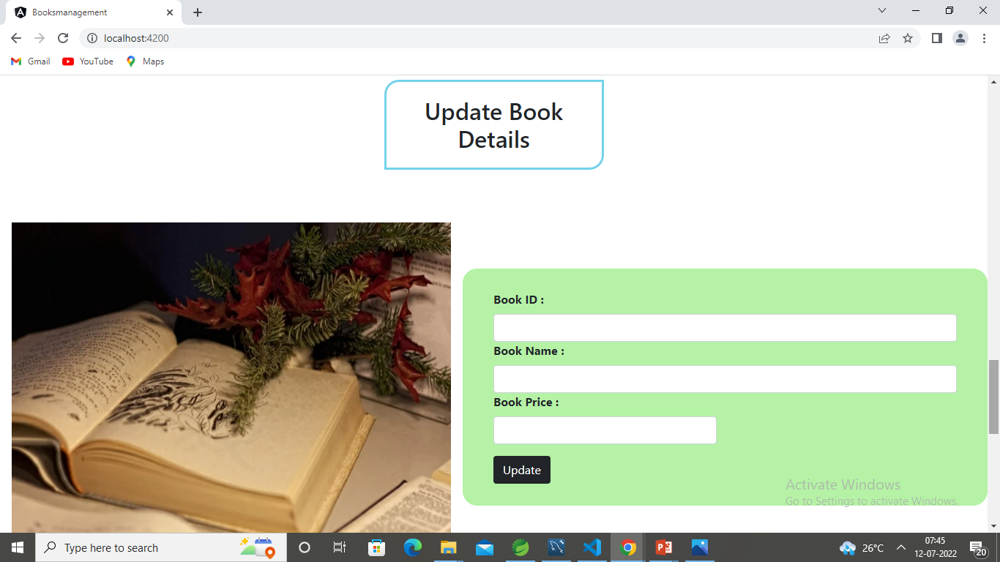 Booksmanagement
localhost:4200
Gmail YouTube Maps
Update Book
Details
Book ID :
Book Name :
Book Price :
Update
Activate Windows
Go to Settings to activate Windows.
Type here to search
26°C
07:45
12-07-2022
20